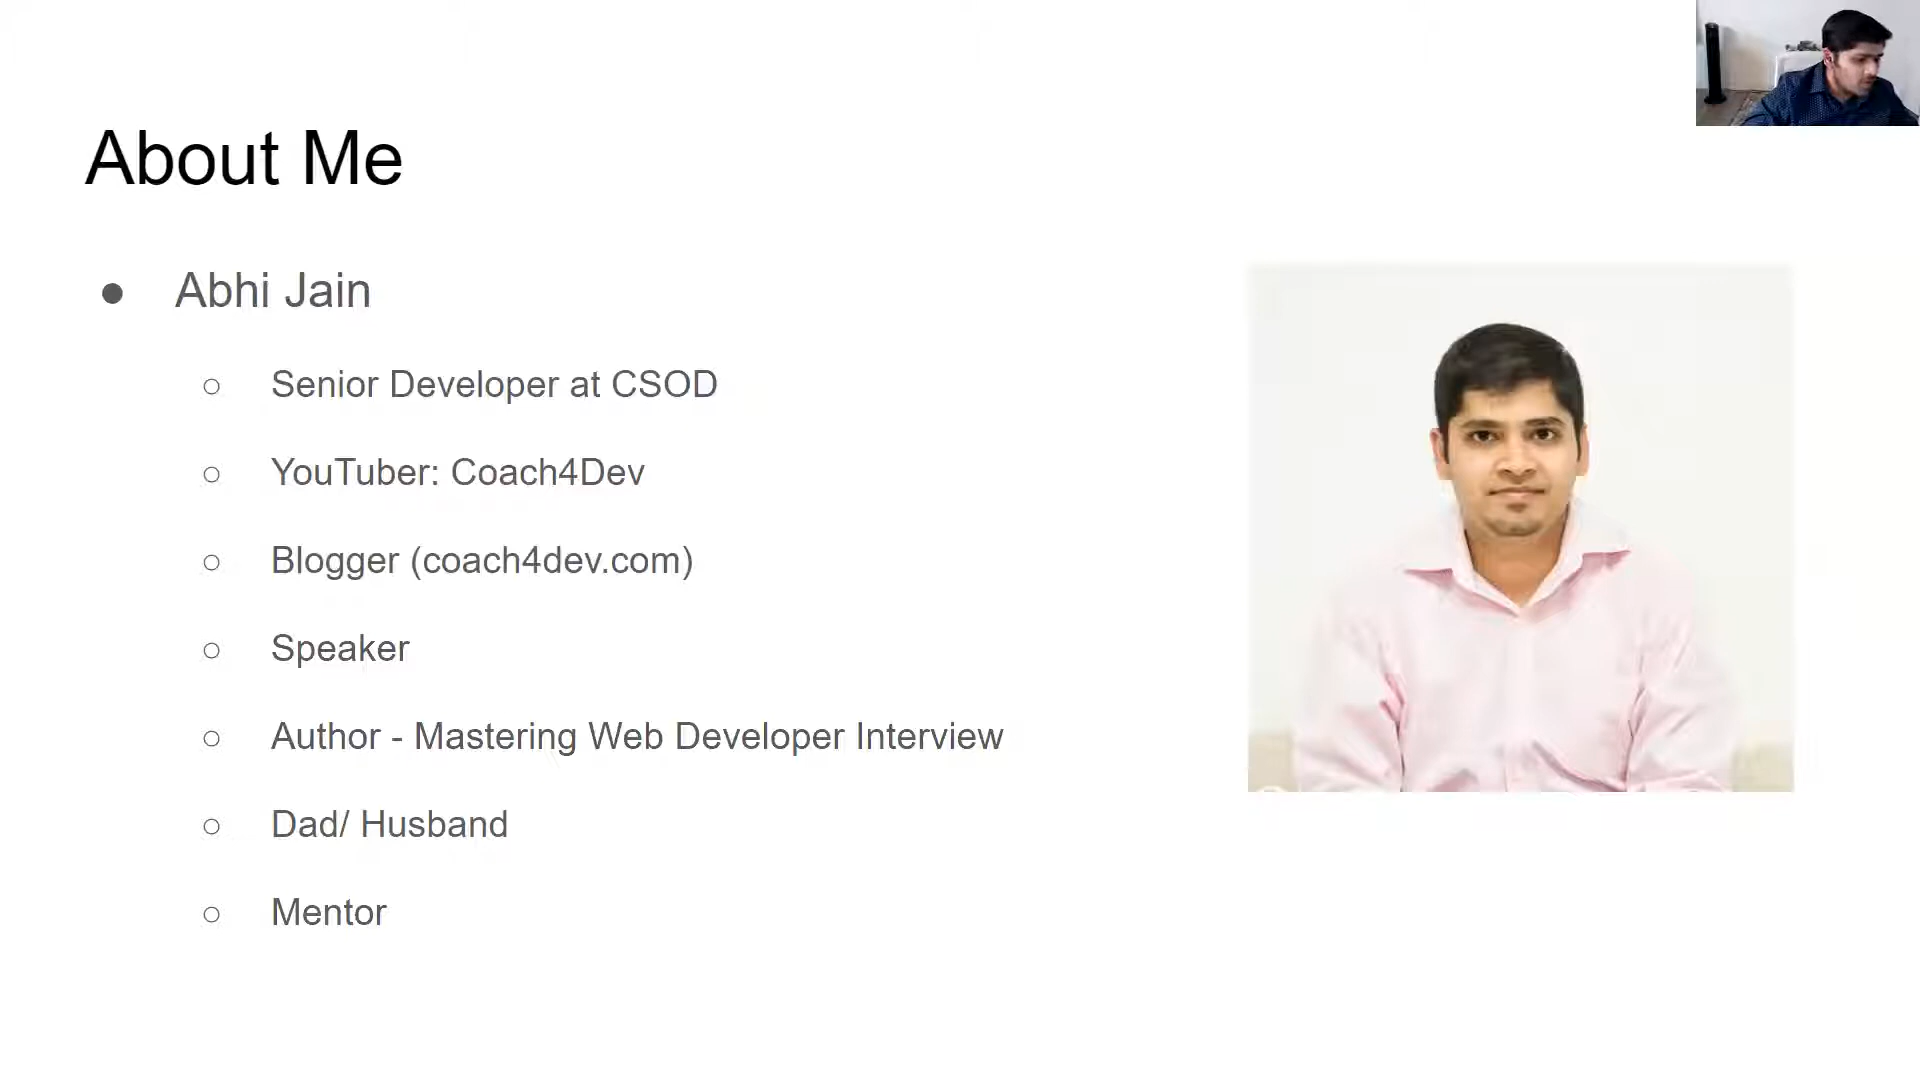 About Me
● Abhi Jain
○ Senior Developer at CSOD
○ YouTuber: Coach4Dev
○ Blogger (coach4dev.com)
○ Speaker
○ Author - Mastering Web Developer Interview
○ Dad/ Husband
○ Mentor